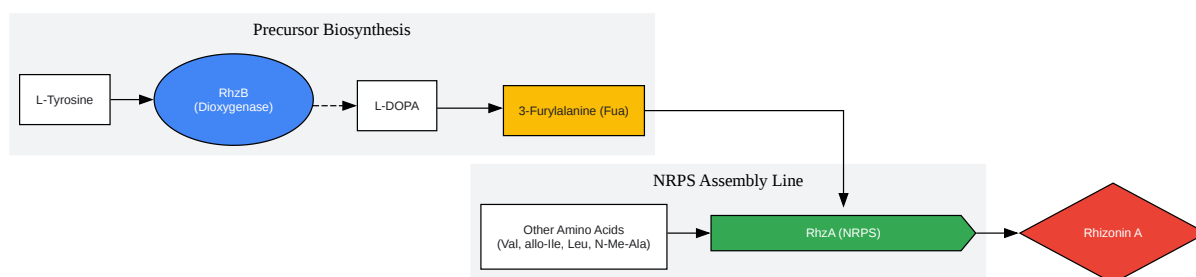 Precursor Biosynthesis
L-Tyrosine
RhzB
(Dioxygenase)
L-DOPA
3-Furylalanine (Fua)
NRPS Assembly Line
Other Amino Acids
(Val, allo-Ile, Leu, N-Me-Ala)
RhzA (NRPS)
Rhizonin A